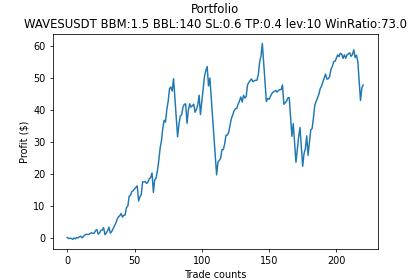 Portfolio
WAVESUSDT BBM:1.5 BBL:140 SL:0.6 TP:0.4 lev:10 WinRatio:73.0
60
50
40
30
20
10
0
Profit ($)
0 50 100 150 200
Trade counts